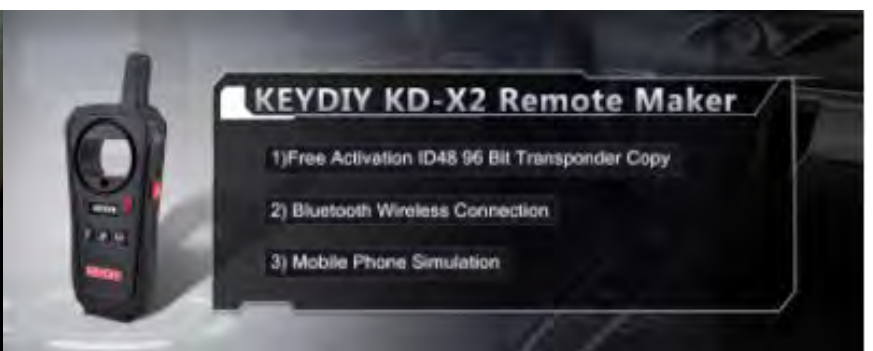 KEYDIY KD-X2 Remote Maker
1)Free Activation ID48 96 Bit Transponder Copy
2) Bluetooth Wireless Connection
3) Mobile Phone Simulation
KEYDIY